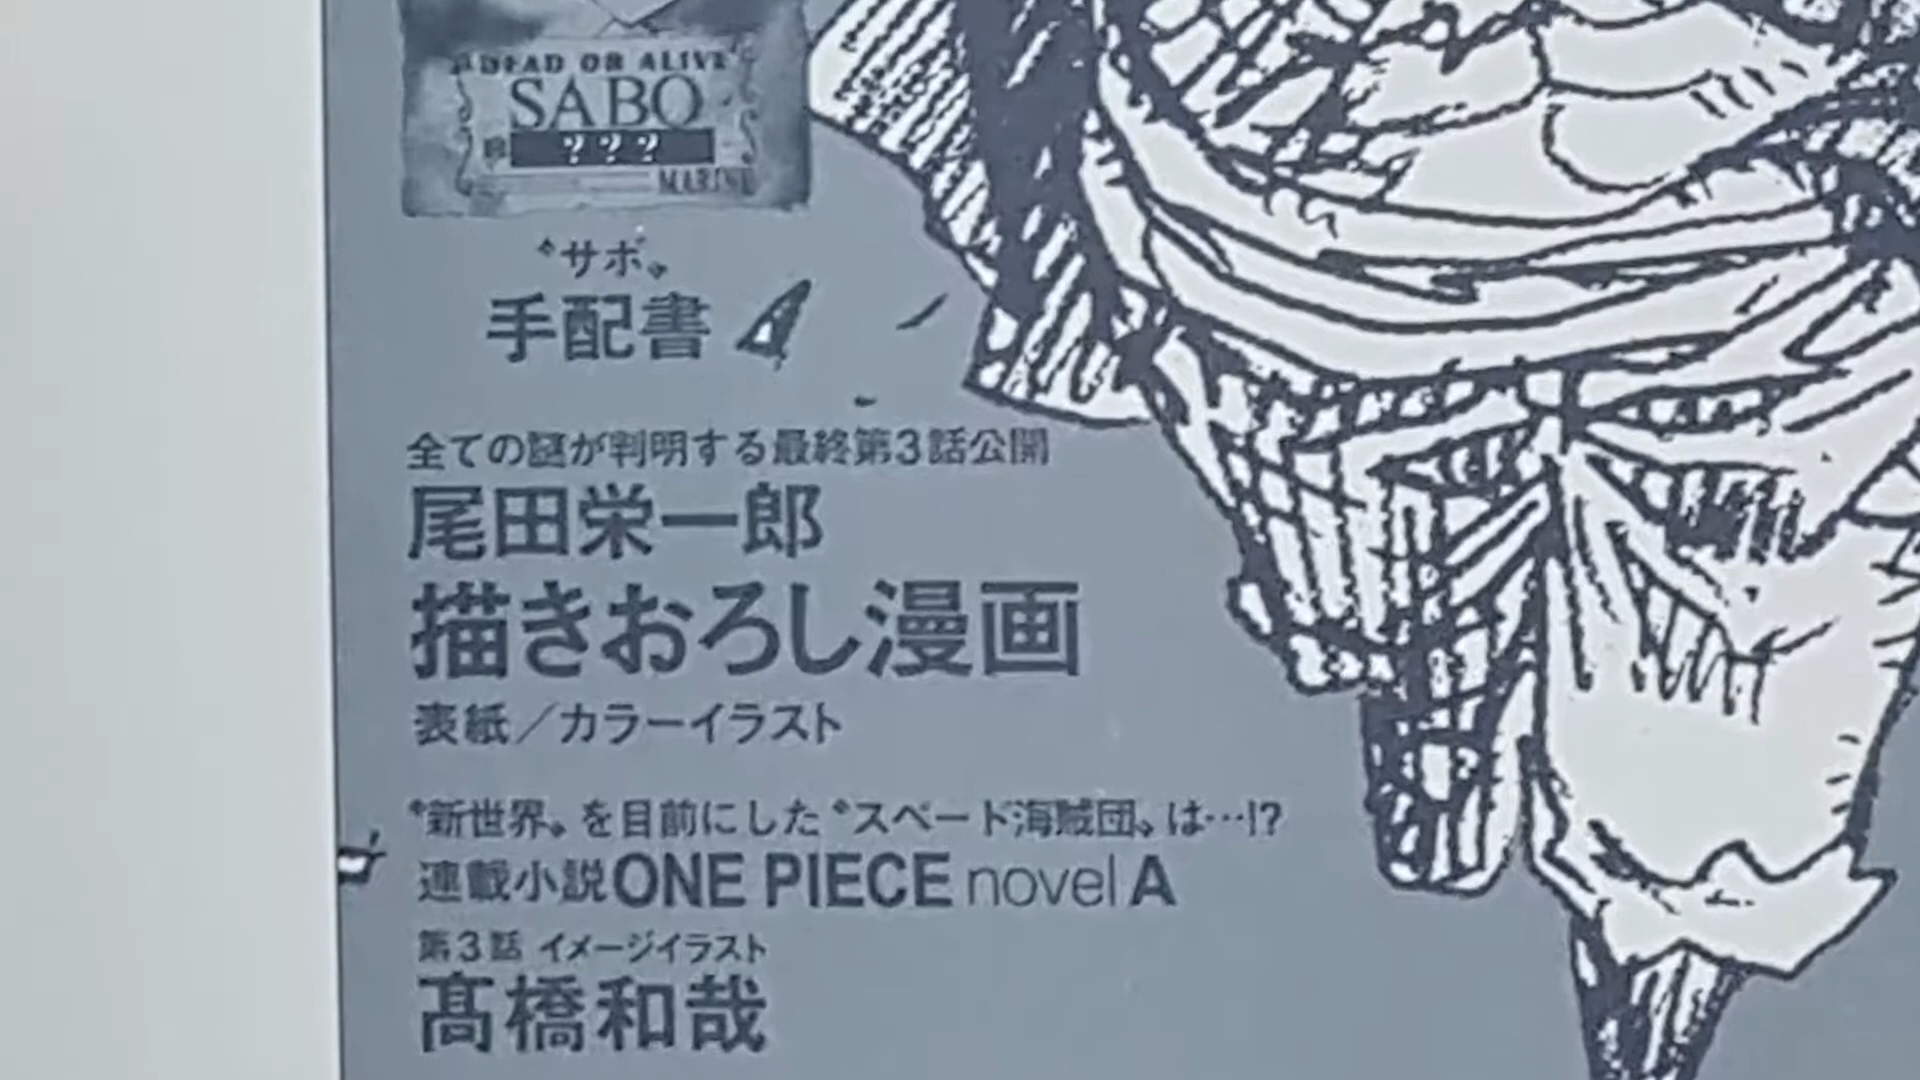 DEAD OR ALIVE
SABO
???
MARINE
〝サボ〟
手配書
全ての謎が判明する最終第3話公開
尾田栄一郎
描きおろし漫画
表紙／カラーイラスト
〝新世界〟を目前にした〝スペード海賊団〟は…!?
連載小説ONE PIECE novel A
第3話 イメージイラスト
髙橋和哉